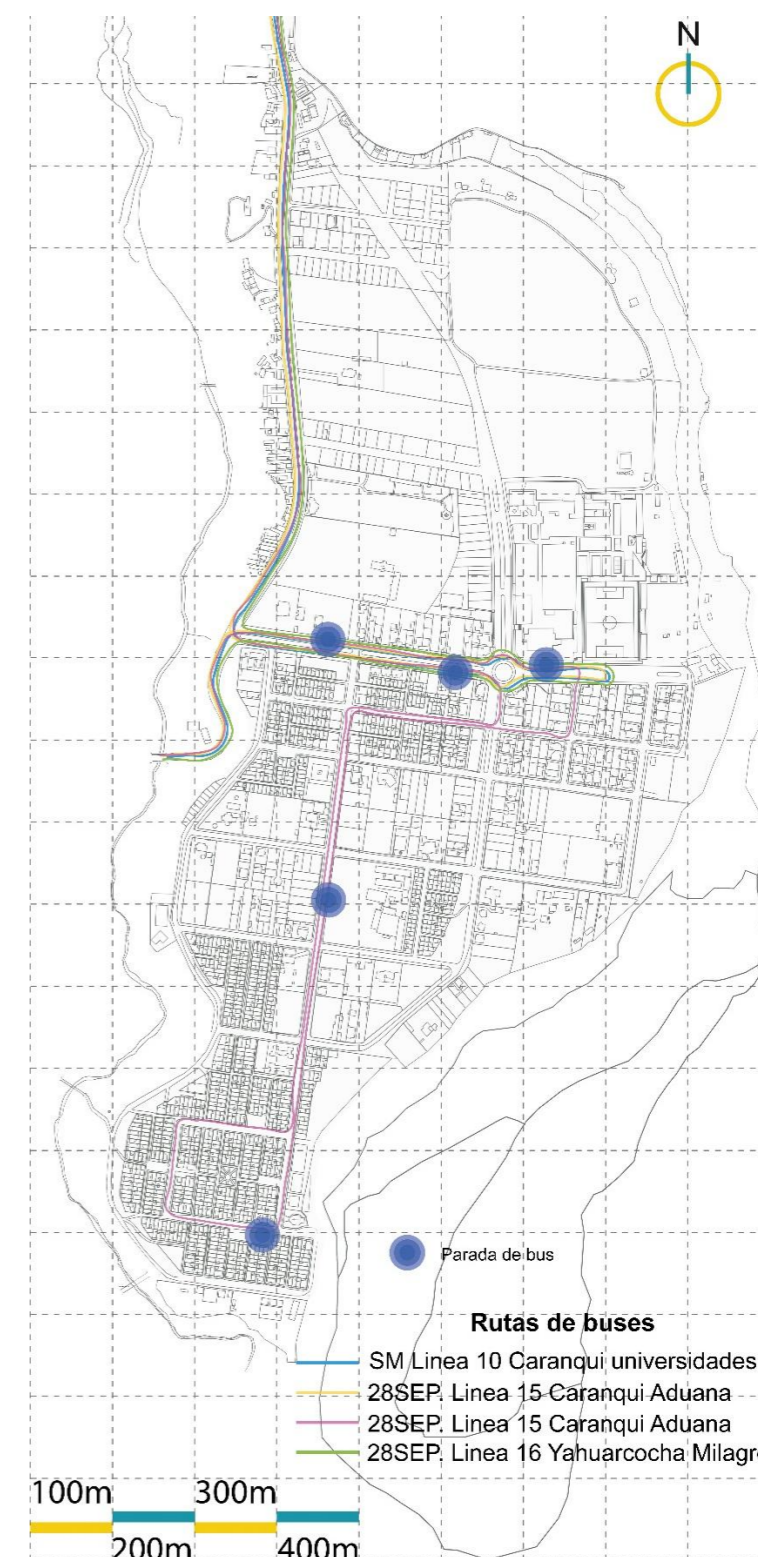 N
Parada de bus
Rutas de buses
SM Linea 10 Caranqui universidades
28SEP. Linea 15 Caranqui Aduana
28SEP. Linea 15 Caranqui Aduana
28SEP. Linea 16 Yahuarcocha Milagr
100m 300m
200m 400m